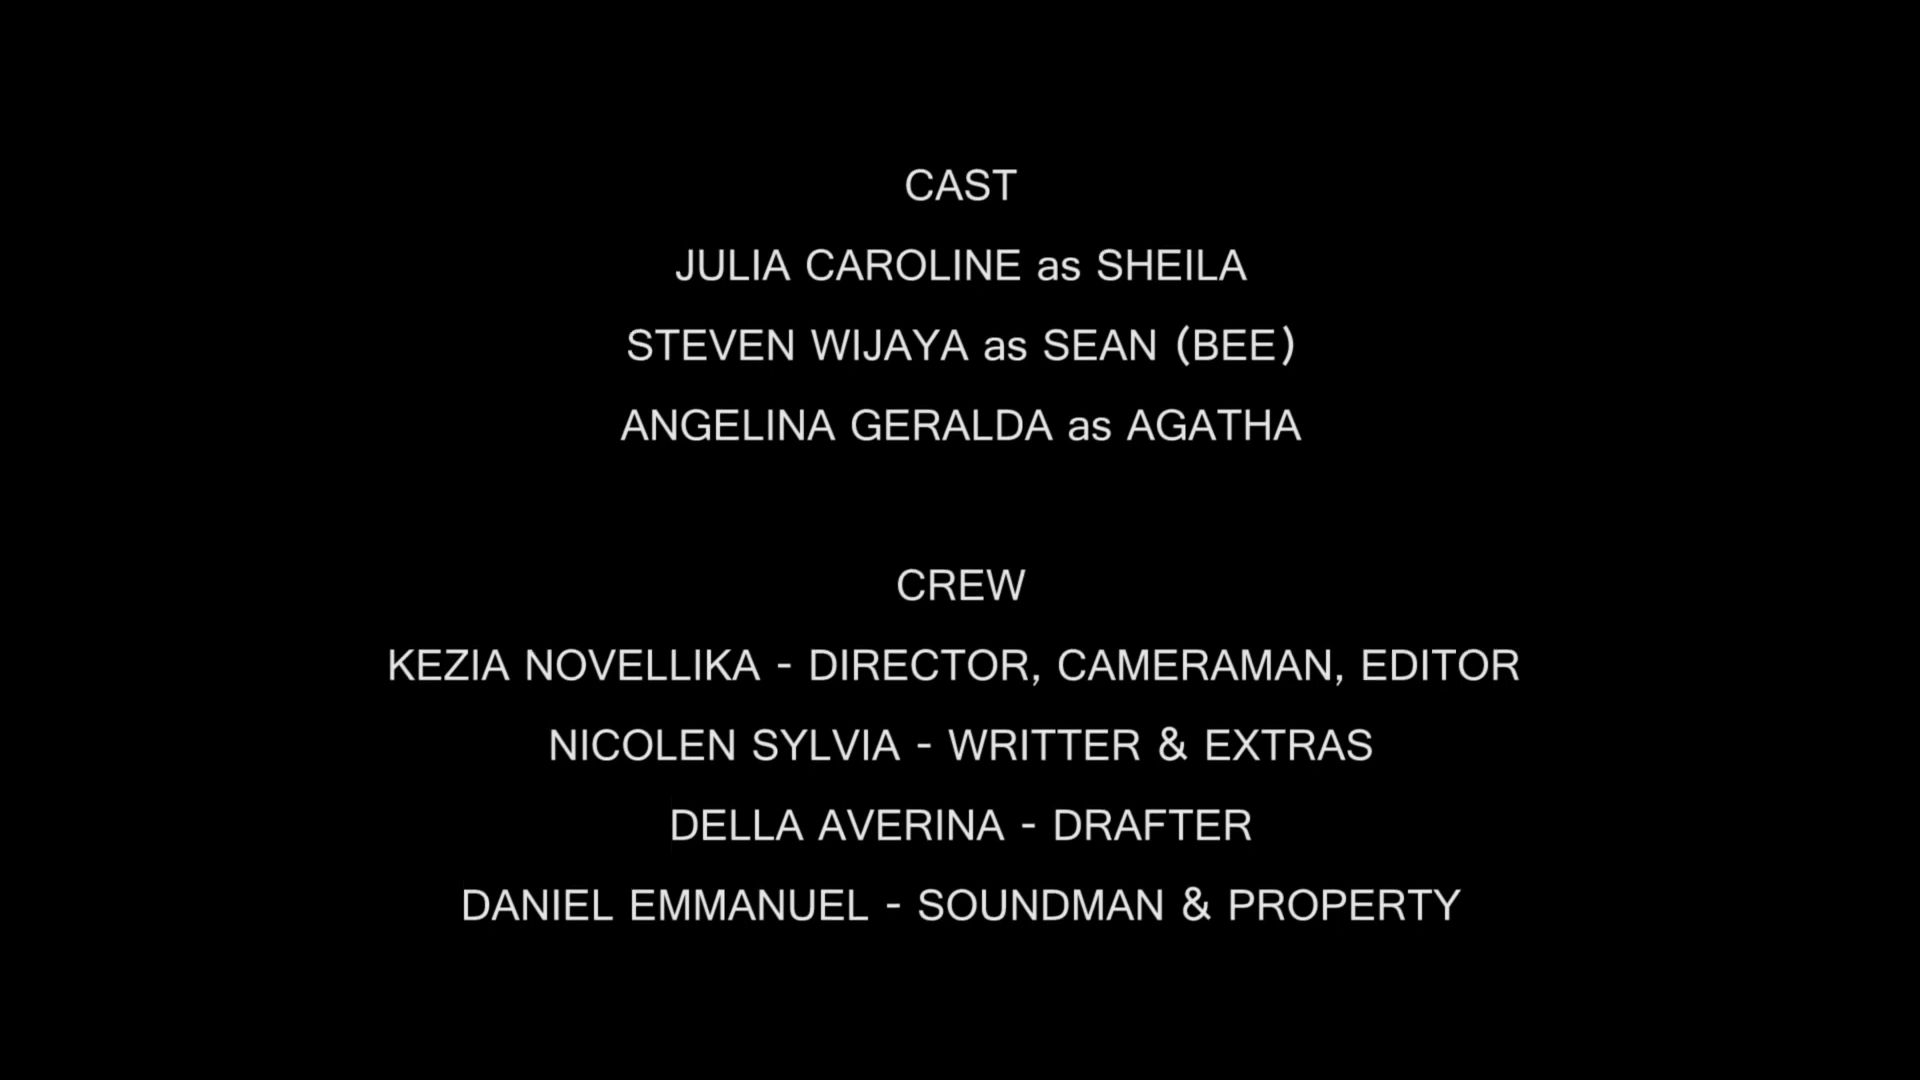 CAST
JULIA CAROLINE as SHEILA
STEVEN WIJAYA as SEAN (BEE)
ANGELINA GERALDA as AGATHA
CREW
KEZIA NOVELLIKA - DIRECTOR, CAMERAMAN, EDITOR
NICOLEN SYLVIA - WRITTER & EXTRAS
DELLA AVERINA - DRAFTER
DANIEL EMMANUEL - SOUNDMAN & PROPERTY